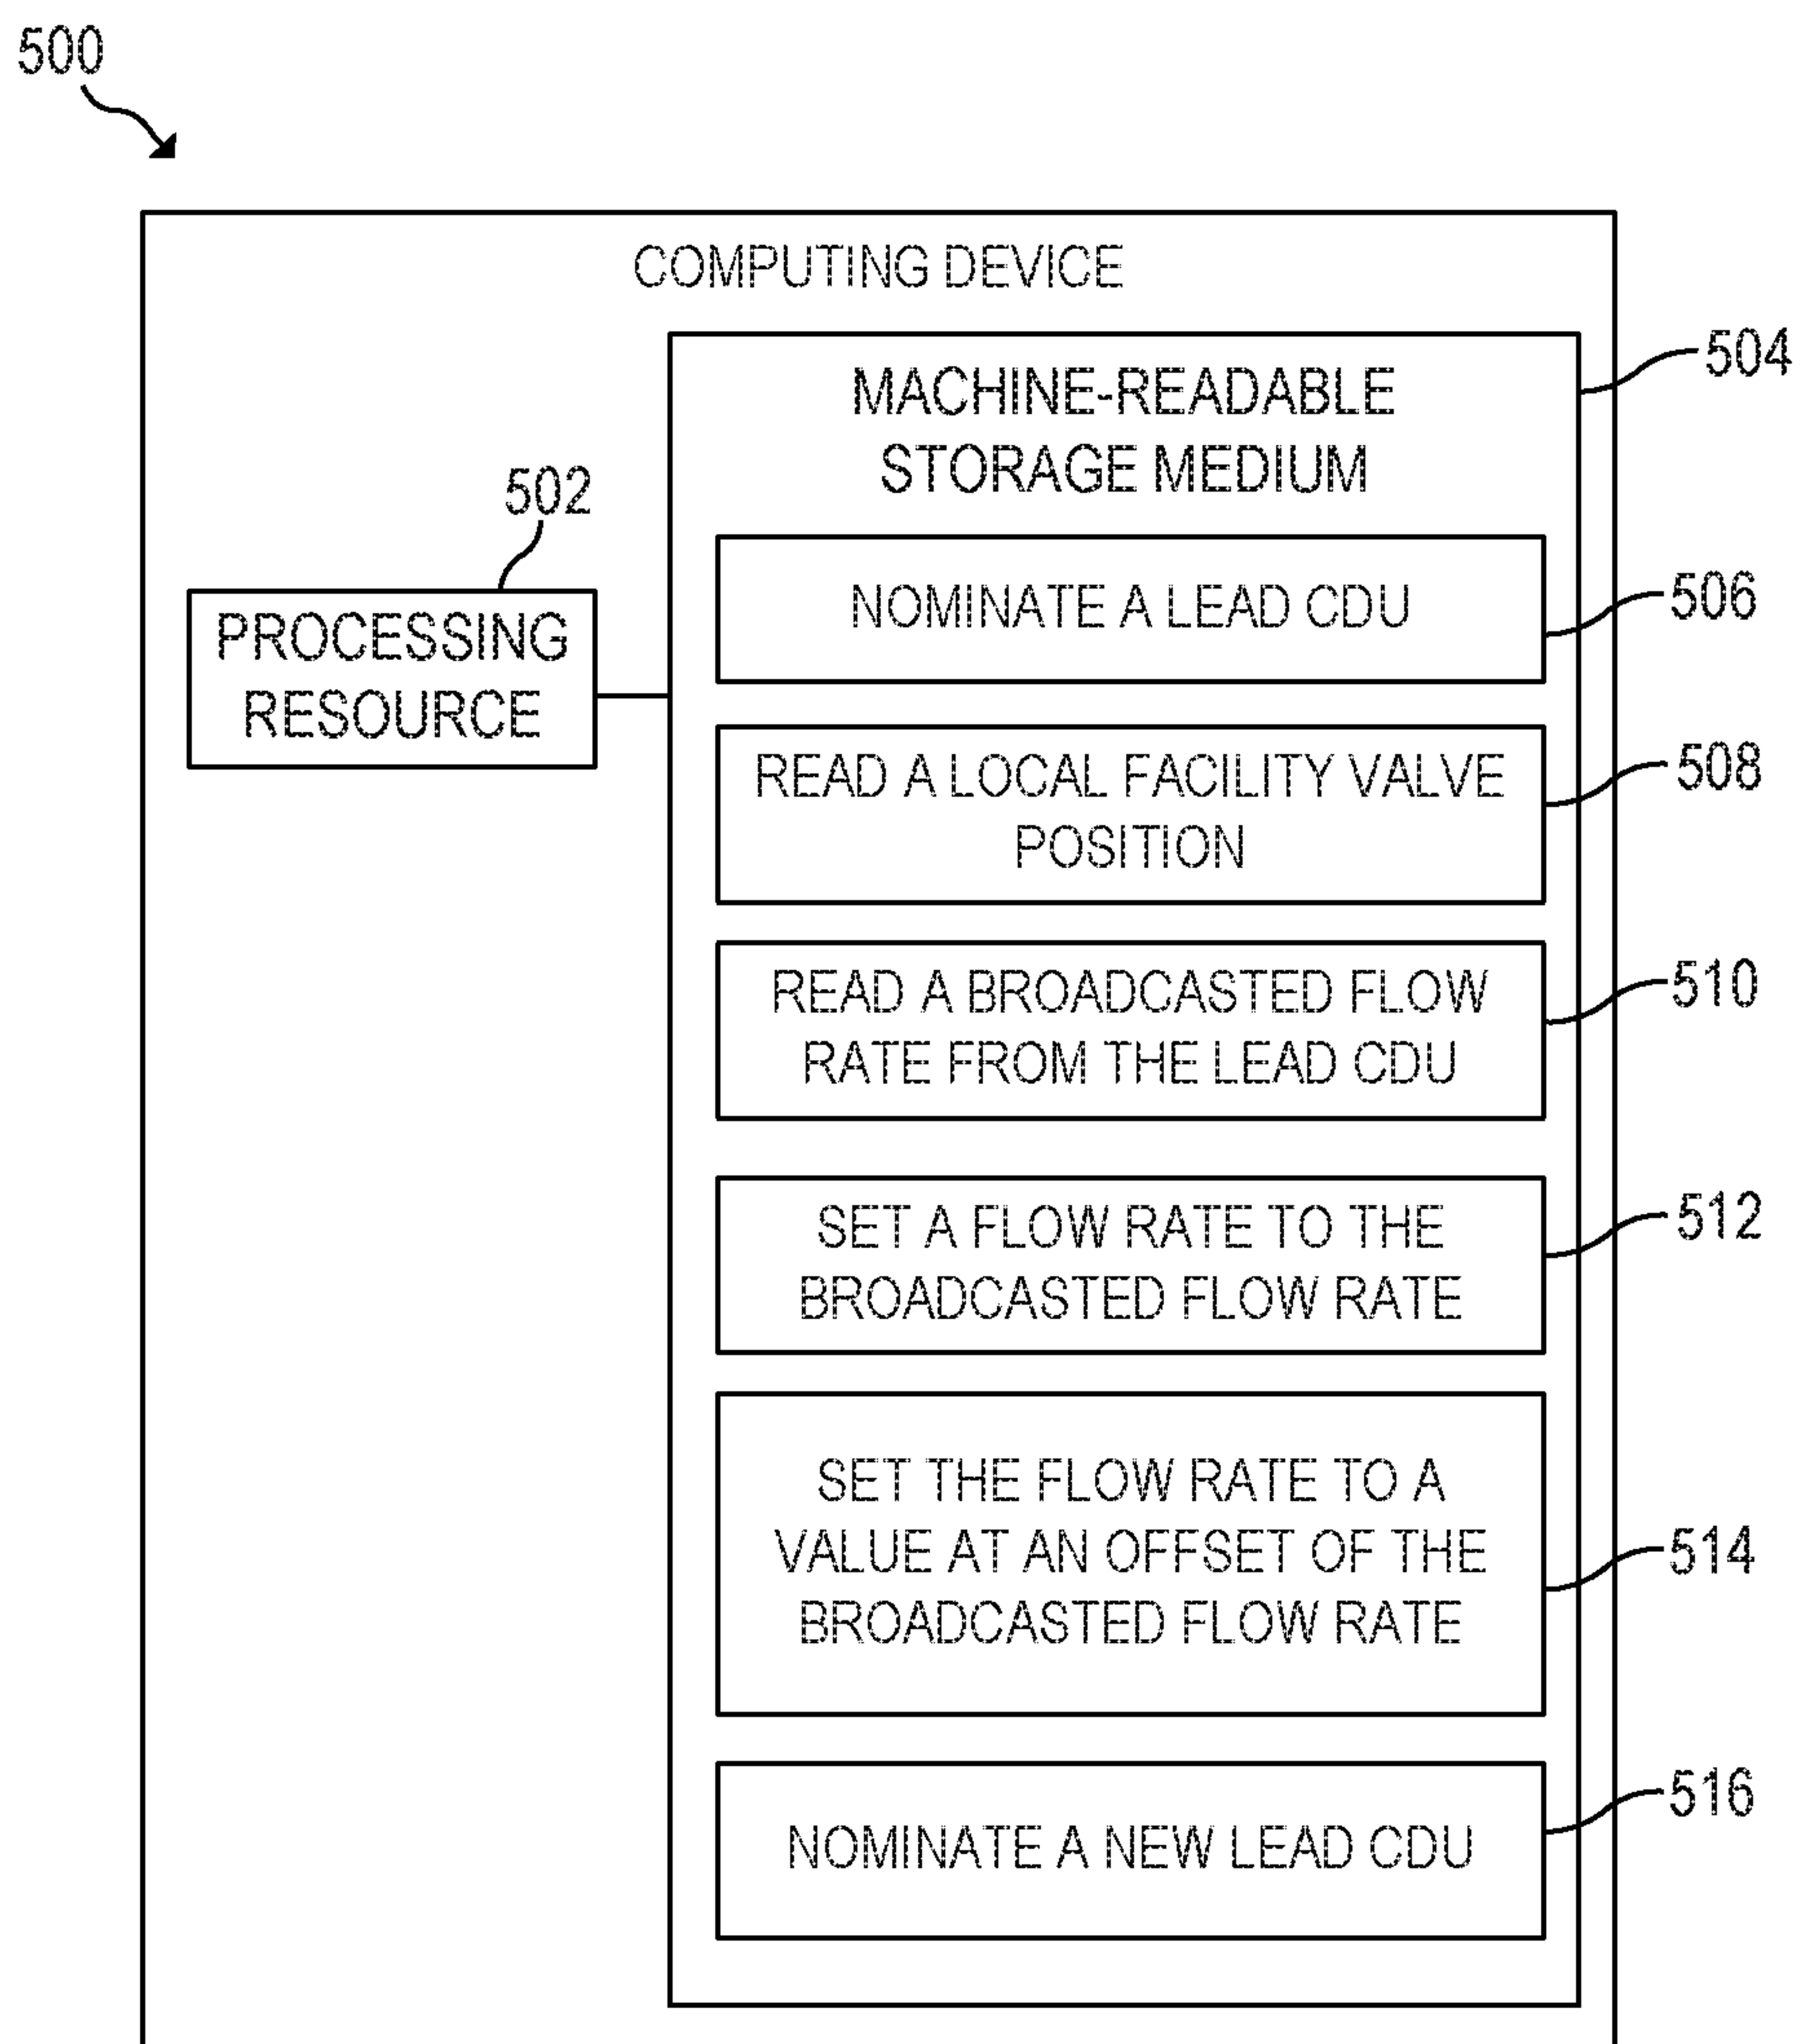 500
COMPUTING DEVICE
504
MACHINE-READABLE
STORAGE MEDIUM
502
PROCESSING
RESOURCE
NOMINATE A LEAD CDU
506
READ A LOCAL FACILITY VALVE
POSITION
508
READ A BROADCASTED FLOW
RATE FROM THE LEAD CDU
510
SET A FLOW RATE TO THE
BROADCASTED FLOW RATE
512
SET THE FLOW RATE TO A
VALUE AT AN OFFSET OF THE
BROADCASTED FLOW RATE
514
NOMINATE A NEW LEAD CDU
516